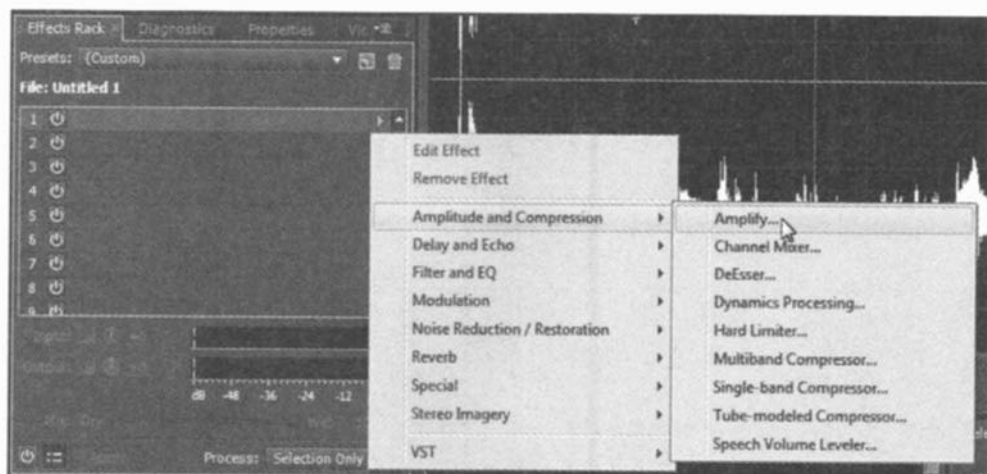 Effects Rack × Diagnostics Properties
Presets: (Custom)
File: Untitled 1
1
2
3
4
5
6
7
8
9
dB -48 -36 -24 -12
Process: Selection Only
Edit Effect
Remove Effect
Amplitude and Compression
Delay and Echo
Filter and EQ
Modulation
Noise Reduction / Restoration
Reverb
Special
Stereo Imagery
VST
Amplify...
Channel Mixer...
DeEsser...
Dynamics Processing...
Hard Limiter...
Multiband Compressor...
Single-band Compressor...
Tube-modeled Compressor...
Speech Volume Leveler...